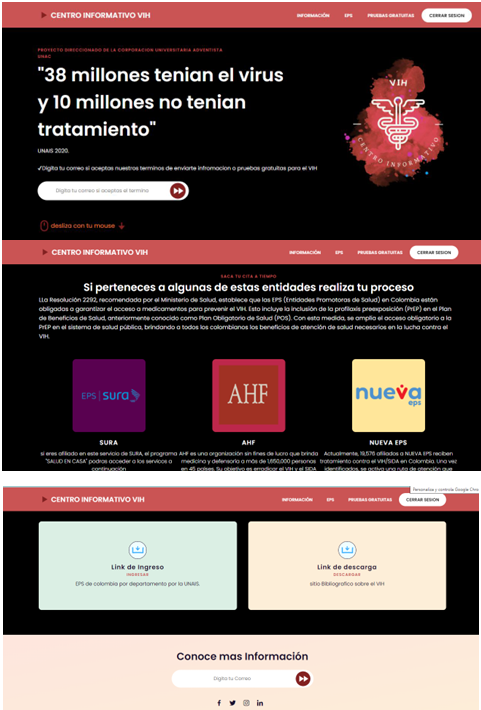 CENTRO INFORMATIVO VIH
INFORMACIÓN EPS PRUEBAS GRATUITAS CERRAR SESION
PROYECTO DIRECCIONADO DE LA CORPORACION UNIVERSITARIA ADVENTISTA
UNAC
"38 millones tenian el virus
y 10 millones no tenian
tratamiento"
UNAIS 2020.
✓Digita tu correo si aceptas nuestros terminos de enviarte infromacion o pruebas gratuitas para el VIH
Digita tu correo si aceptas el termino
desliza con tu mouse
VIH
CENTRO INFORMATIVO
CENTRO INFORMATIVO VIH
INFORMACIÓN EPS PRUEBAS GRATUITAS CERRAR SESION
SACA TU CITA A TIEMPO
Si perteneces a algunas de estas entidades realiza tu proceso
LLa Resolución 2292, recomendada por el Ministerio de Salud, establece que las EPS (Entidades Promotoras de Salud) en Colombia están
obligadas a garantizar el acceso a medicamentos para prevenir el VIH. Esto incluye la inclusión de la profilaxis preexposición (PrEP) en el Plan
de Beneficios de Salud, anteriormente conocido como Plan Obligatorio de Salud (POS). Con esta medida, se amplía el acceso obligatorio a la
PrEP en el sistema de salud pública, brindando a todos los colombianos los beneficios de atención de salud necesarios en la lucha contra el
VIH.
EPS sura
AHF
nueva
eps
SURA
si eres afiliado en este servicio de SURA, el programa
"SALUD EN CASA" podras acceder a los servicios a
continuación
AHF
AHF es una organización sin fines de lucro que brinda
medicina y defensoría a más de 1,650,000 personas
en 45 países. Su objetivo es erradicar el VIH y el SIDA
NUEVA EPS
Actualmente, 19,576 afiliados a NUEVA EPS reciben
tratamiento contra el VIH/SIDA en Colombia. Una vez
identificados, se activa una ruta de atención que
Personaliza y controla Google Chro
CENTRO INFORMATIVO VIH
INFORMACIÓN EPS PRUEBAS GRATUITAS CERRAR SESION
Link de Ingreso
INGRESAR
EPS de colombia por departamento por la UNAIS.
Link de descarga
DESCARGAR
sitio Bibliografico sobre el VIH
Conoce mas Información
Digita tu Correo